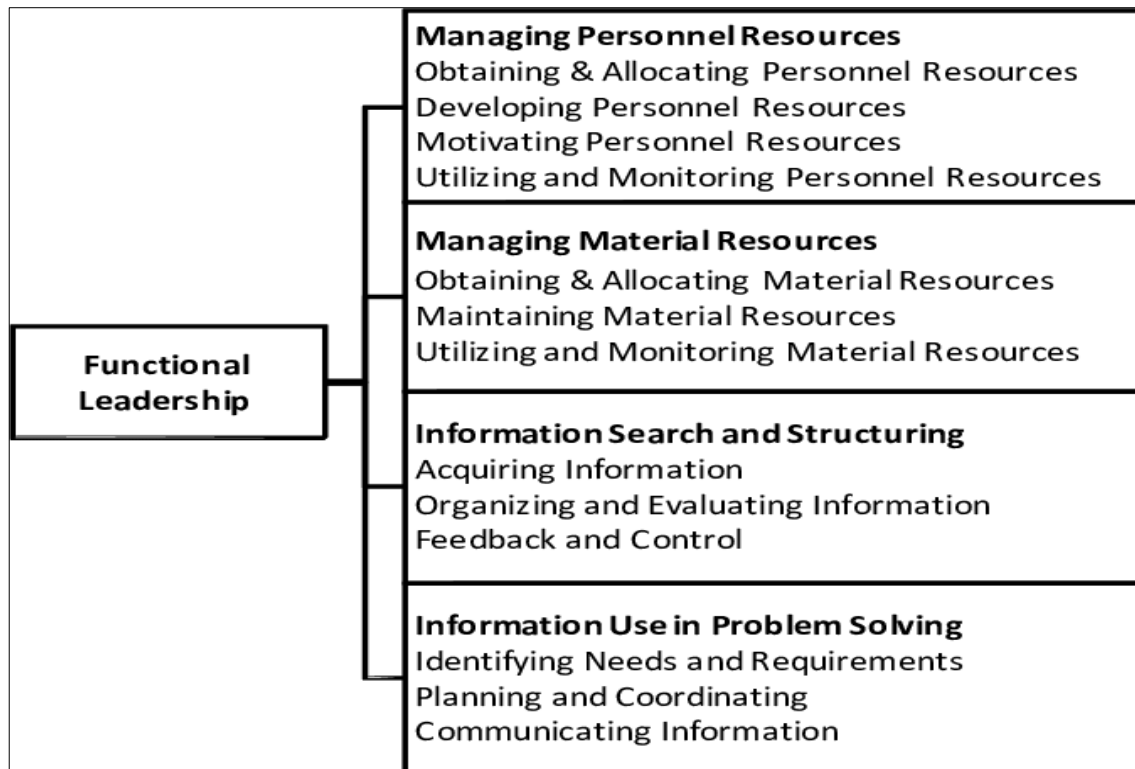 Functional
Leadership
Managing Personnel Resources
Obtaining & Allocating Personnel Resources
Developing Personnel Resources
Motivating Personnel Resources
Utilizing and Monitoring Personnel Resources
Managing Material Resources
Obtaining & Allocating Material Resources
Maintaining Material Resources
Utilizing and Monitoring Material Resources
Information Search and Structuring
Acquiring Information
Organizing and Evaluating Information
Feedback and Control
Information Use in Problem Solving
Identifying Needs and Requirements
Planning and Coordinating
Communicating Information